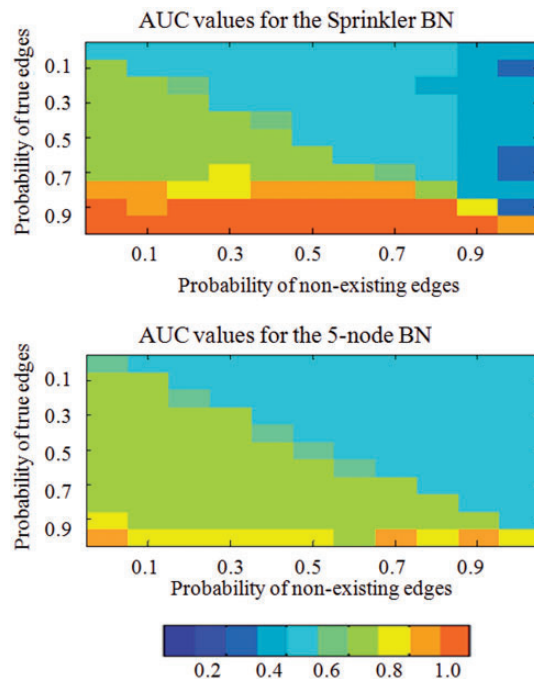 AUC values for the Sprinkler BN
Probability of true edges
0.1
0.3
0.5
0.7
0.9
0.1 0.3 0.5 0.7 0.9
Probability of non-existing edges
AUC values for the 5-node BN
Probability of true edges
0.1
0.3
0.5
0.7
0.9
0.1 0.3 0.5 0.7 0.9
Probability of non-existing edges
0.2 0.4 0.6 0.8 1.0